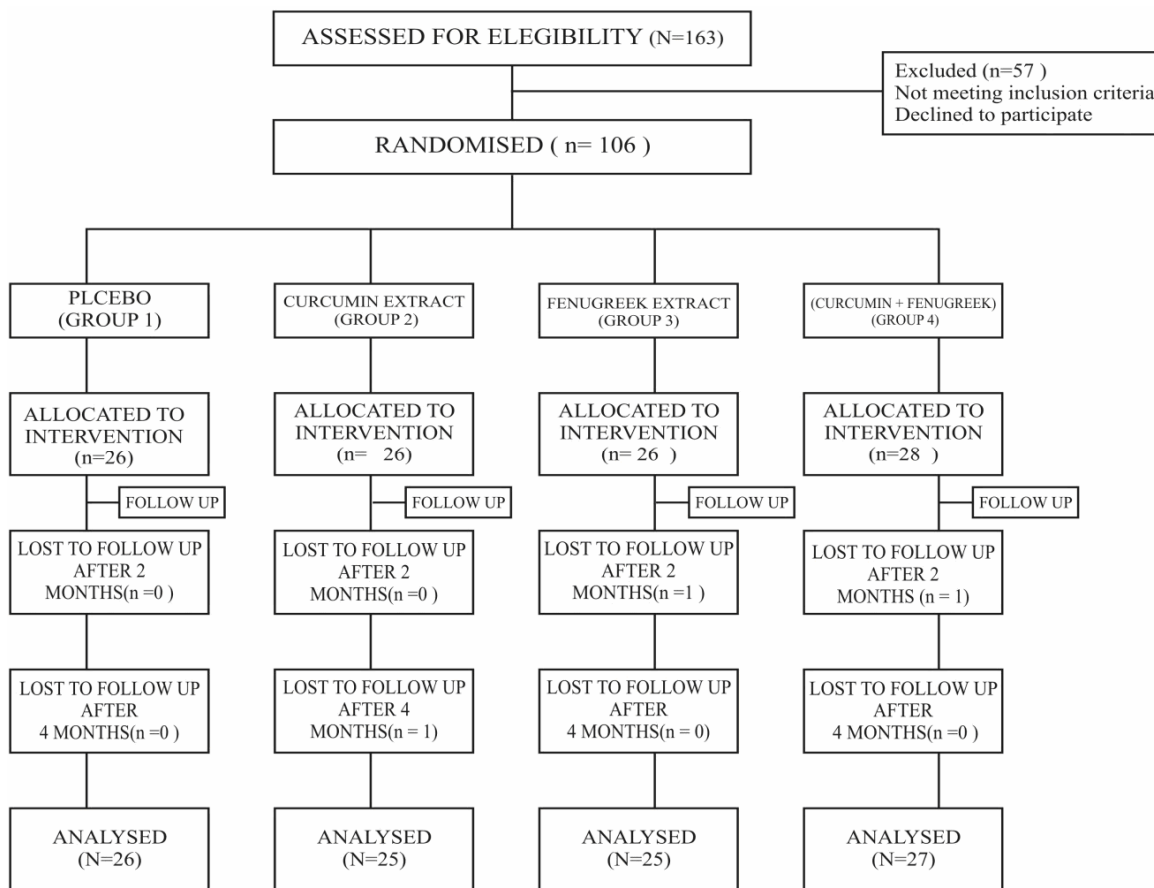 ASSESSED FOR ELEGIBILITY (N=163)
Excluded (n=57 )
Not meeting inclusion criteria
Declined to participate
RANDOMISED ( n= 106 )
PLCEBO
(GROUP 1)
CURCUMIN EXTRACT
(GROUP 2)
FENUGREEK EXTRACT
(GROUP 3)
(CURCUMIN + FENUGREEK)
(GROUP 4)
ALLOCATED TO
INTERVENTION
(n=26)
ALLOCATED TO
INTERVENTION
(n= 26)
ALLOCATED TO
INTERVENTION
(n= 26 )
ALLOCATED TO
INTERVENTION
(n=28 )
FOLLOW UP
FOLLOW UP
FOLLOW UP
FOLLOW UP
LOST TO FOLLOW UP
AFTER 2
MONTHS(n =0 )
LOST TO FOLLOW UP
AFTER 2
MONTHS(n =0 )
LOST TO FOLLOW UP
AFTER 2
MONTHS(n =1 )
LOST TO FOLLOW UP
AFTER 2
MONTHS (n = 1)
LOST TO FOLLOW UP
AFTER
4 MONTHS(n =0 )
LOST TO FOLLOW UP
AFTER 4
MONTHS(n = 1)
LOST TO FOLLOW UP
AFTER
4 MONTHS(n = 0)
LOST TO FOLLOW UP
AFTER
4 MONTHS(n =0 )
ANALYSED
(N=26)
ANALYSED
(N=25)
ANALYSED
(N=25)
ANALYSED
(N=27)